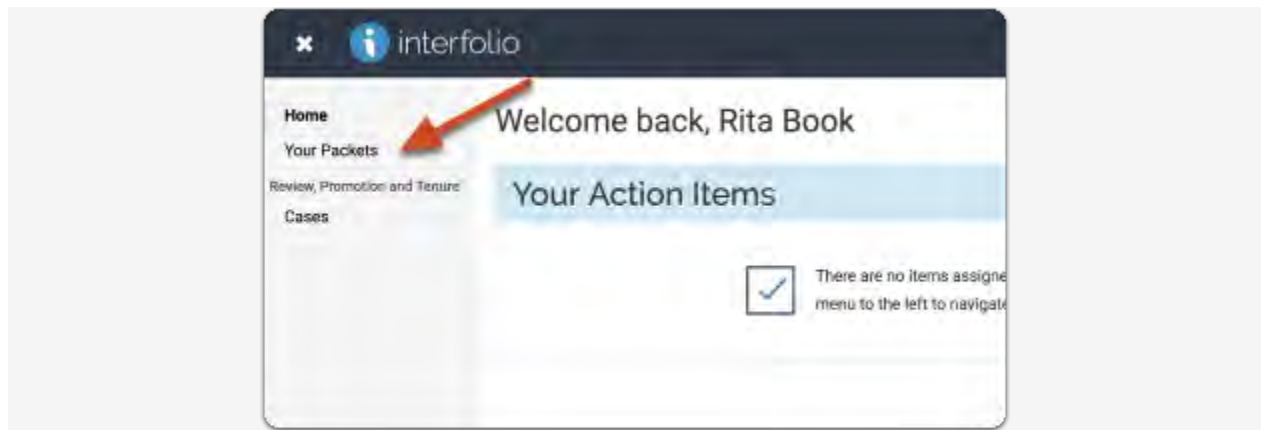 interfolio
Home
Your Packets
Review, Promotion and Tenure
Cases
Welcome back, Rita Book
Your Action Items
There are no items assigne
menu to the left to navigate